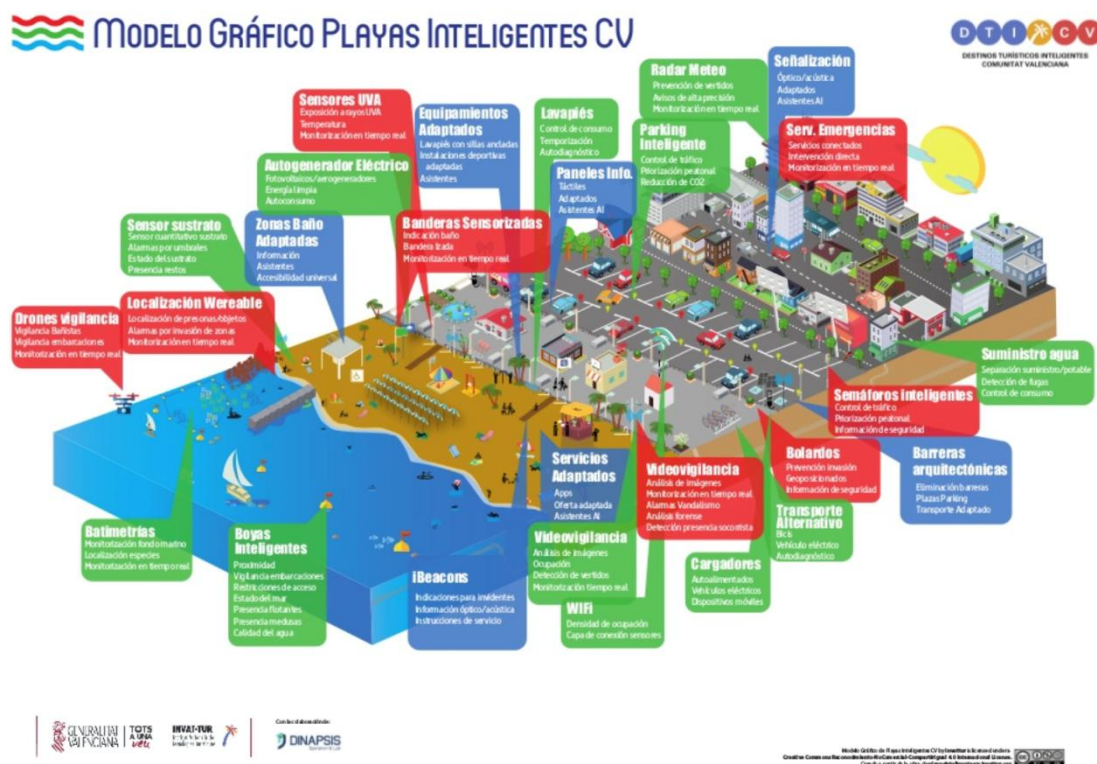 MODELO GRÁFICO PLAYAS INTELIGENTES CV
DTI CV
DESTINOS TURÍSTICOS INTELIGENTES
COMUNITAT VALENCIANA
Sensores UVA
Exposición a rayos UVA
Temperatura
Monitorización en tiempo real
Equipamientos
Adaptados
Lavapiés con sillas ancladas
Instalaciones deportivas
adaptadas
Asistentes
Lavapiés
Control de consumo
Temporización
Autodiagnóstico
Radar Meteo
Prevención de vertidos
Avisos de alta precisión
Monitorización en tiempo real
Señalización
Óptico/acústica
Adaptados
Asistentes AI
Autogenerador Eléctrico
Fotovoltaicos/aerogeneradores
Energía limpia
Autoconsumo
Paneles Info.
Táctiles
Adaptados
Asistentes AI
Parking
Inteligente
Control de tráfico
Priorización peatonal
Reducción de CO2
Serv. Emergencias
Servicios conectados
Intervención directa
Monitorización en tiempo real
Sensor sustrato
Sensor cuantitativo sustrato
Alarmas por umbrales
Estado del sustrato
Presencia restos
Zonas Baño
Adaptadas
Información
Asistentes
Accesibilidad universal
Banderas Sensorizadas
Indicación baño
Bandera Izada
Monitorización en tiempo real
Drones vigilancia
Vigilancia Bañistas
Vigilancia embarcaciones
Monitorización en tiempo real
Localización Wereable
Localización de presonas/objetos
Alarmas por invasión de zonas
Monitorización en tiempo real
Suministro agua
Separación suministro/potable
Detección de fugas
Control de consumo
Semáforos inteligentes
Control de tráfico
Priorización peatonal
Información de seguridad
Batimetrías
Monitorización fondo marino
Localización especies
Monitorización en tiempo real
Boyas
Inteligentes
Proximidad
Vigilancia embarcaciones
Restricciones de acceso
Estado del mar
Presencia flotantes
Presencia medusas
Calidad del agua
iBeacons
Indicaciones para invidentes
Información óptico/acústica
Instrucciones de servicio
Servicios
Adaptados
Apps
Oferta adaptada
Asistentes AI
Videovigilancia
Análisis de imágenes
Ocupación
Detección de vertidos
Monitorización tiempo real
WIFI
Densidad de ocupación
Capa de conexión sensores
Videovigilancia
Análisis de imágenes
Monitorización en tiempo real
Alarmas Vandalismo
Análisis forense
Detección presencia socorrista
Cargadores
Autoalimentados
Vehículos eléctricos
Dispositivos móviles
Bolardos
Prevención invasión
Geoposicionados
Información de seguridad
Transporte
Alternativo
Bicis
Vehículo eléctrico
Autodiagnóstico
Barreras
arquitectónicas
Eliminación barreras
Plazas Parking
Transporte Adaptado
GENERALITAT
VALENCIANA
TOTS
A UNA
veu
INVAT·TUR
Con la colaboración de:
DINAPSIS